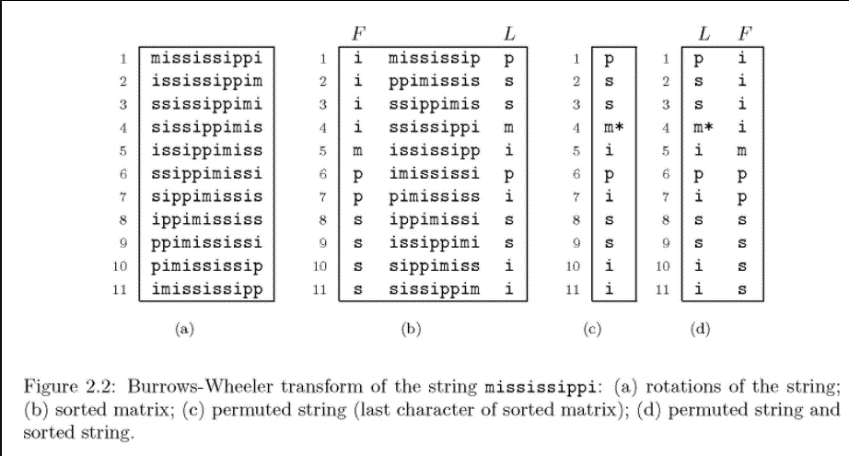 F L L F
1 mississippi 1 i mississip p 1 p 1 p i
2 ississippim 2 i ppimissis s 2 s 2 s i
3 ssissippimi 3 i ssippimis s 3 s 3 s i
4 sissippimis 4 i ssissippi m 4 m* 4 m* i
5 issippimiss 5 m ississipp i 5 i 5 i m
6 ssippimissi 6 p imississi p 6 p 6 p p
7 sippimissis 7 p pimississ i 7 i 7 i p
8 ippimississ 8 s ippimissi s 8 s 8 s s
9 ppimississi 9 s issippimi s 9 s 9 s s
10 pimississip 10 s sippimiss i 10 i 10 i s
11 imississipp 11 s sissippim i 11 i 11 i s
(a) (b) (c) (d)
Figure 2.2: Burrows-Wheeler transform of the string mississippi: (a) rotations of the string;
(b) sorted matrix; (c) permuted string (last character of sorted matrix); (d) permuted string and
sorted string.